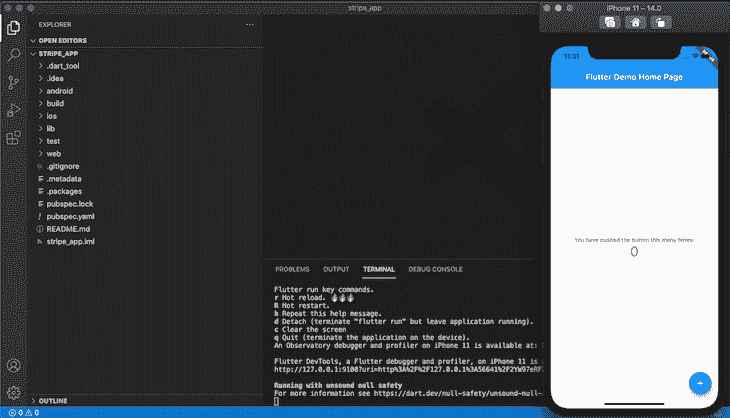 stripe_app
EXPLORER
OPEN EDITORS
STRIPE_APP
.dart_tool
.idea
android
build
ios
lib
test
web
.gitignore
.metadata
.packages
pubspec.lock
pubspec.yaml
README.md
stripe_app.iml
OUTLINE
0 0
PROBLEMS OUTPUT TERMINAL DEBUG CONSOLE
Flutter run key commands.
r Hot reload. 🔥🔥🔥
R Hot restart.
h Repeat this help message.
d Detach (terminate "flutter run" but leave application running).
c Clear the screen
q Quit (terminate the application on the device).
An Observatory debugger and profiler on iPhone 11 is available at:
Flutter DevTools, a Flutter debugger and profiler, on iPhone 11 is
http://127.0.0.1:9100?uri=http%3A%2F%2F127.0.0.1%3A56641%2F2YW97eRF
Running with unsound null safety
For more information see https://dart.dev/null-safety/unsound-null-
iPhone 11 – 14.0
11:31
Flutter Demo Home Page
You have pushed the button this many times:
0